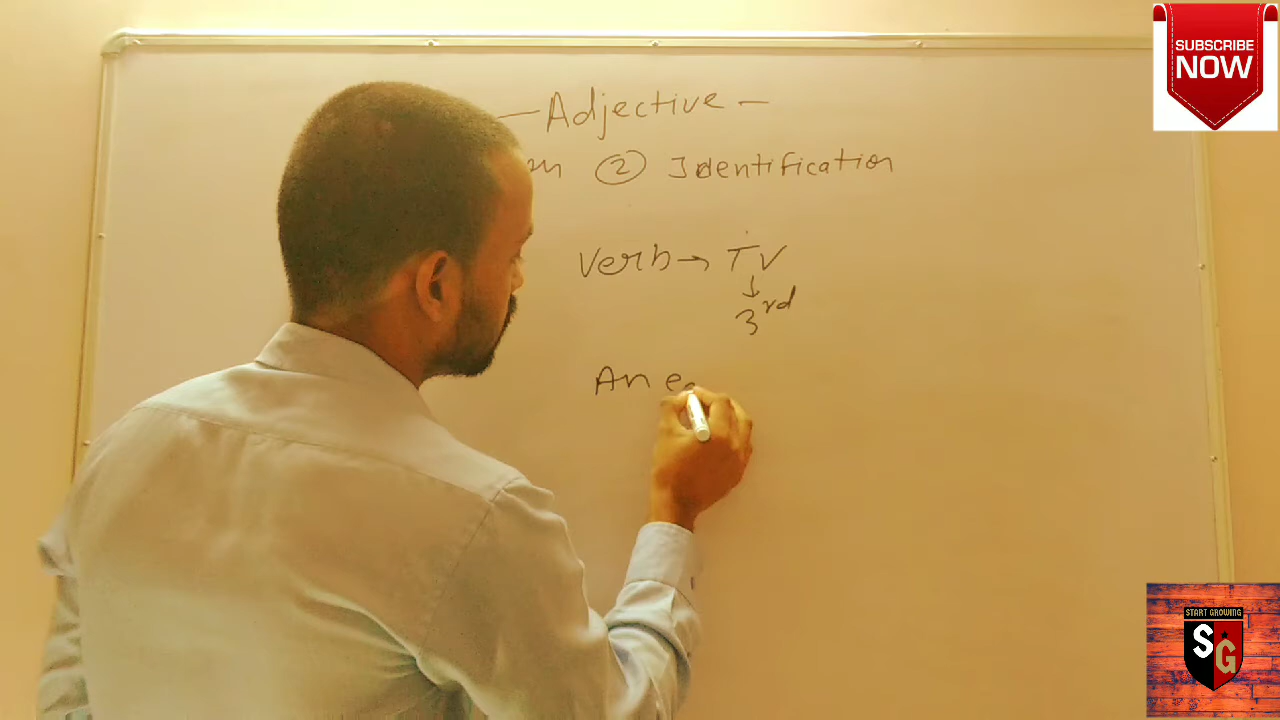 SUBSCRIBE
NOW
— Adjective —
② Identification
Verb → TV
↓
3rd
An
START GROWING
SG